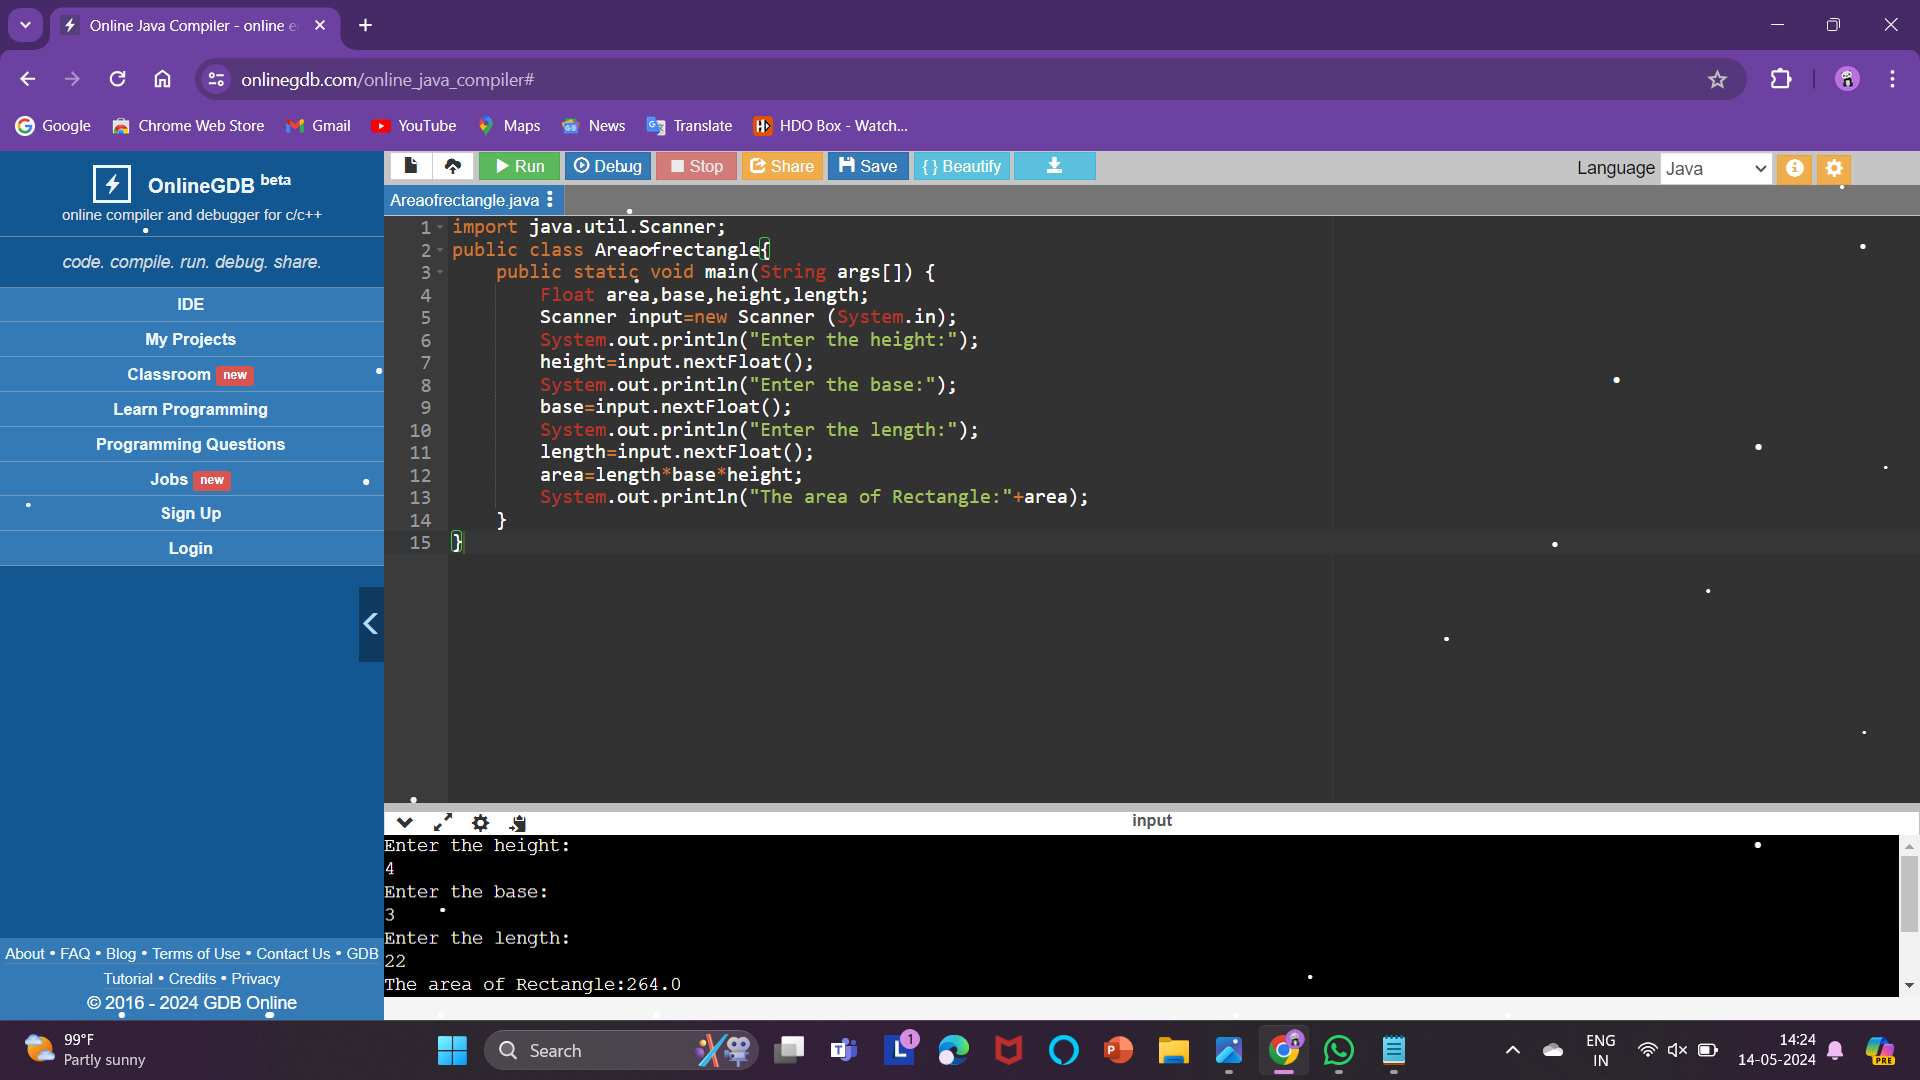 Online Java Compiler - online e
onlinegdb.com/online_java_compiler#
Google Chrome Web Store Gmail YouTube Maps News Translate HDO Box - Watch...
OnlineGDB beta
online compiler and debugger for c/c++
code. compile. run. debug. share.
IDE
My Projects
Classroom new
Learn Programming
Programming Questions
Jobs new
Sign Up
Login
About • FAQ • Blog • Terms of Use • Contact Us • GDB
Tutorial • Credits • Privacy
© 2016 - 2024 GDB Online
Run Debug Stop Share Save { } Beautify Language Java
Areaofrectangle.java
1 import java.util.Scanner;
2 public class Areaofrectangle{
3 public static void main(String args[]) {
4 Float area,base,height,length;
5 Scanner input=new Scanner (System.in);
6 System.out.println("Enter the height:");
7 height=input.nextFloat();
8 System.out.println("Enter the base:");
9 base=input.nextFloat();
10 System.out.println("Enter the length:");
11 length=input.nextFloat();
12 area=length*base*height;
13 System.out.println("The area of Rectangle:"+area);
14 }
15 }
input
Enter the height:
4
Enter the base:
3
Enter the length:
22
The area of Rectangle:264.0
99°F
Partly sunny
Search
1
ENG
IN
14:24
14-05-2024
PRE